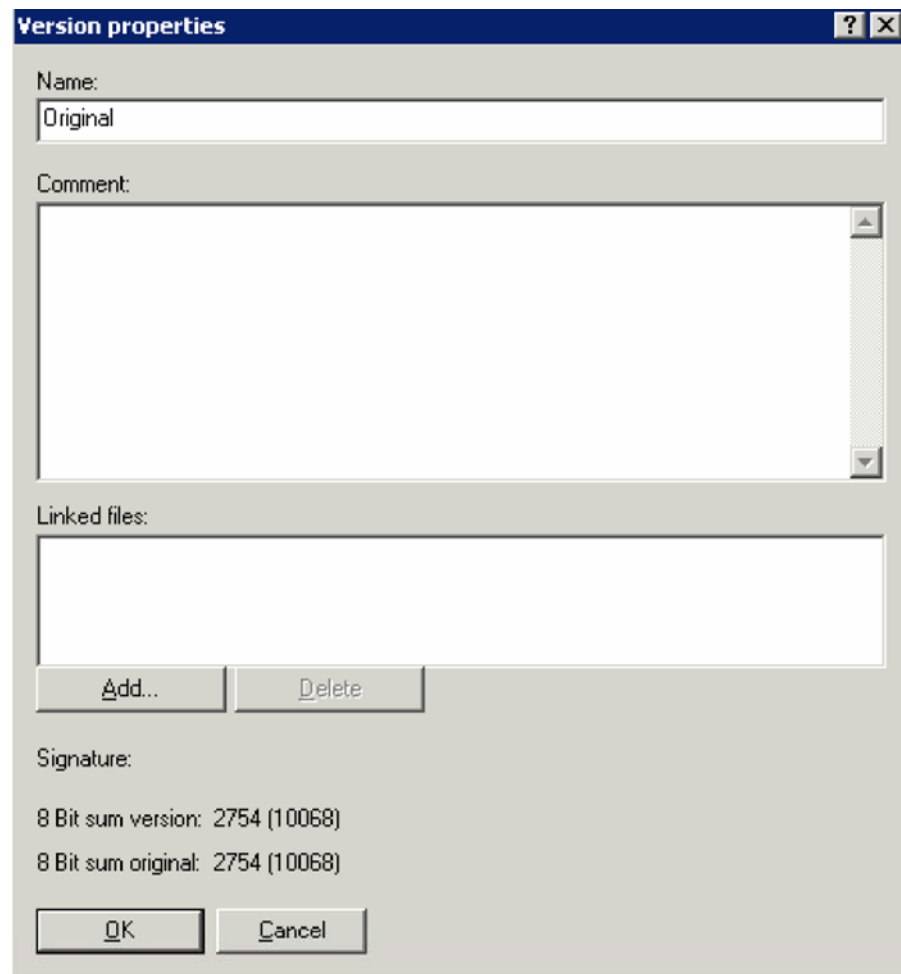 Version properties
Name:
Original
Comment:
Linked files:
Add...
Delete
Signature:
8 Bit sum version: 2754 (10068)
8 Bit sum original: 2754 (10068)
OK
Cancel